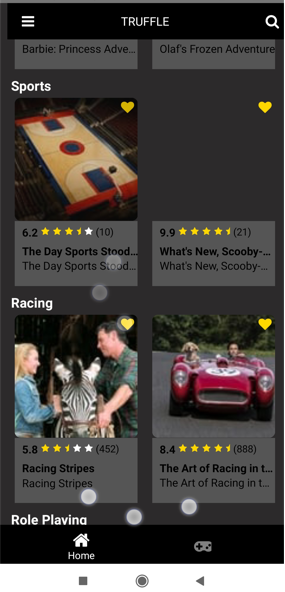 TRUFFLE
Barbie: Princess Adve...
Olaf's Frozen Adventure
Sports
6.2 (10)
9.9 (21)
The Day Sports Stood...
The Day Sports Stood...
What's New, Scooby-...
What's New, Scooby-...
Racing
5.8 (452)
8.4 (888)
Racing Stripes
Racing Stripes
The Art of Racing in t...
The Art of Racing in t...
Role Playing
Home